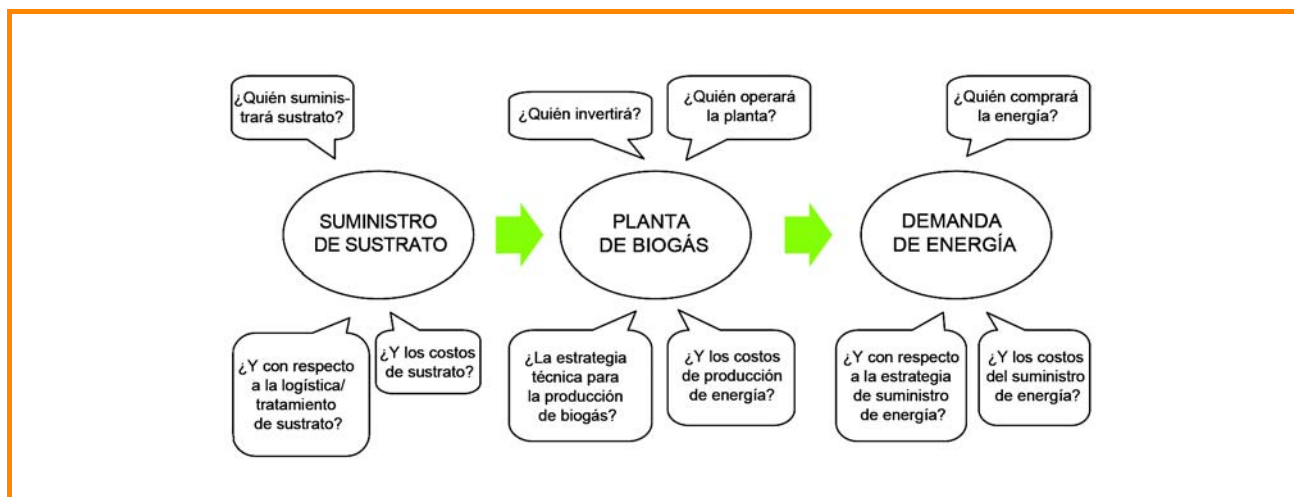 ¿Quién suminis-
trará sustrato?
¿Quién invertirá?
¿Quién operará
la planta?
¿Quién comprará
la energía?
SUMINISTRO
DE SUSTRATO
PLANTA
DE BIOGÁS
DEMANDA
DE ENERGÍA
¿Y con respecto
a la logística/
tratamiento
de sustrato?
¿Y los costos
de sustrato?
¿La estrategia
técnica para
la producción
de biogás?
¿Y los costos
de producción
de energía?
¿Y con respecto
a la estrategia
de suministro
de energía?
¿Y los costos
del suministro
de energía?